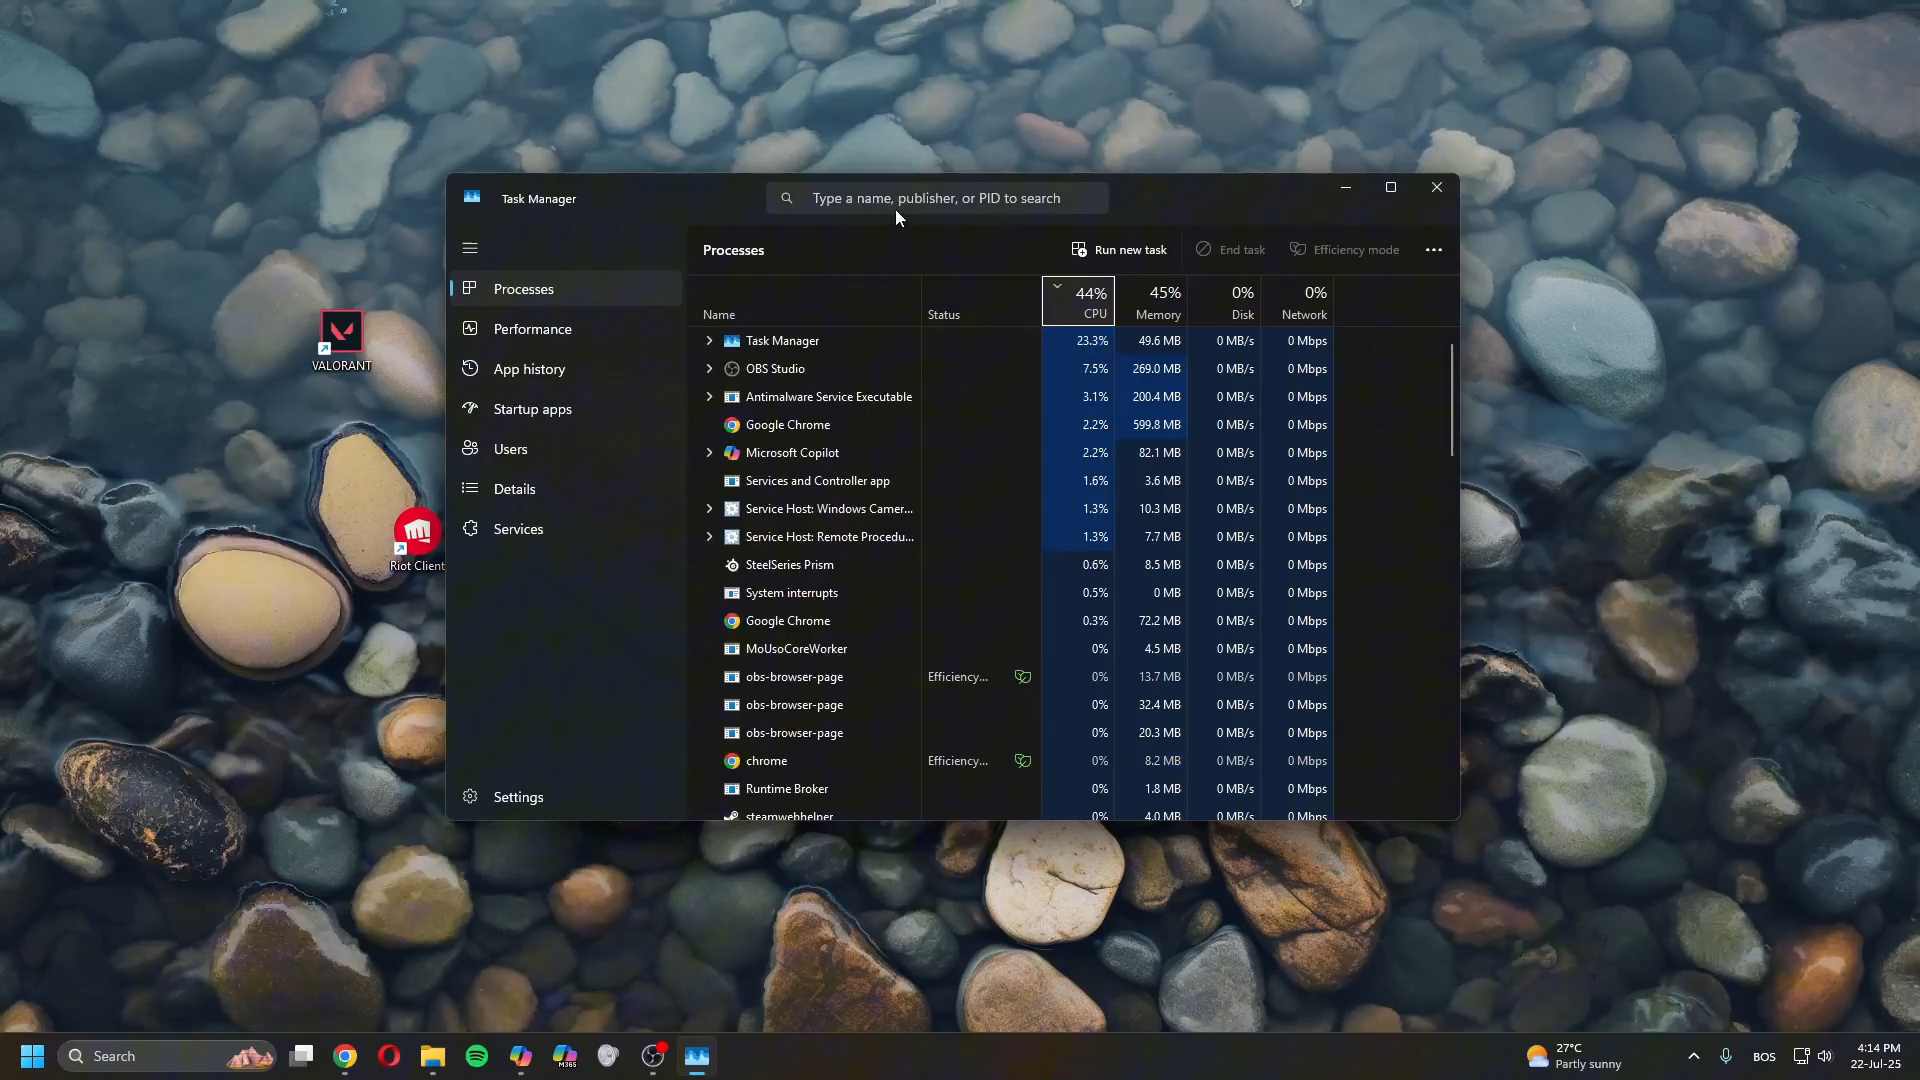 Task Manager
Type a name, publisher, or PID to search
Processes
Run new task
End task
Efficiency mode
Processes
Performance
App history
Startup apps
Users
Details
Services
Settings
Name Status 44% CPU 45% Memory 0% Disk 0% Network
Task Manager 23.3% 49.6 MB 0 MB/s 0 Mbps
OBS Studio 7.5% 269.0 MB 0 MB/s 0 Mbps
Antimalware Service Executable 3.1% 200.4 MB 0 MB/s 0 Mbps
Google Chrome 2.2% 599.8 MB 0 MB/s 0 Mbps
Microsoft Copilot 2.2% 82.1 MB 0 MB/s 0 Mbps
Services and Controller app 1.6% 3.6 MB 0 MB/s 0 Mbps
Service Host: Windows Camer... 1.3% 10.3 MB 0 MB/s 0 Mbps
Service Host: Remote Procedu... 1.3% 7.7 MB 0 MB/s 0 Mbps
SteelSeries Prism 0.6% 8.5 MB 0 MB/s 0 Mbps
System interrupts 0.5% 0 MB 0 MB/s 0 Mbps
Google Chrome 0.3% 72.2 MB 0 MB/s 0 Mbps
MoUsoCoreWorker 0% 4.5 MB 0 MB/s 0 Mbps
obs-browser-page Efficiency... 0% 13.7 MB 0 MB/s 0 Mbps
obs-browser-page 0% 32.4 MB 0 MB/s 0 Mbps
obs-browser-page 0% 20.3 MB 0 MB/s 0 Mbps
chrome Efficiency... 0% 8.2 MB 0 MB/s 0 Mbps
Runtime Broker 0% 1.8 MB 0 MB/s 0 Mbps
steamwebhelper 0% 4.0 MB 0 MB/s 0 Mbps
VALORANT
Riot Client
Search
M365
27°C
Partly sunny
BOS
4:14 PM
22-Jul-25